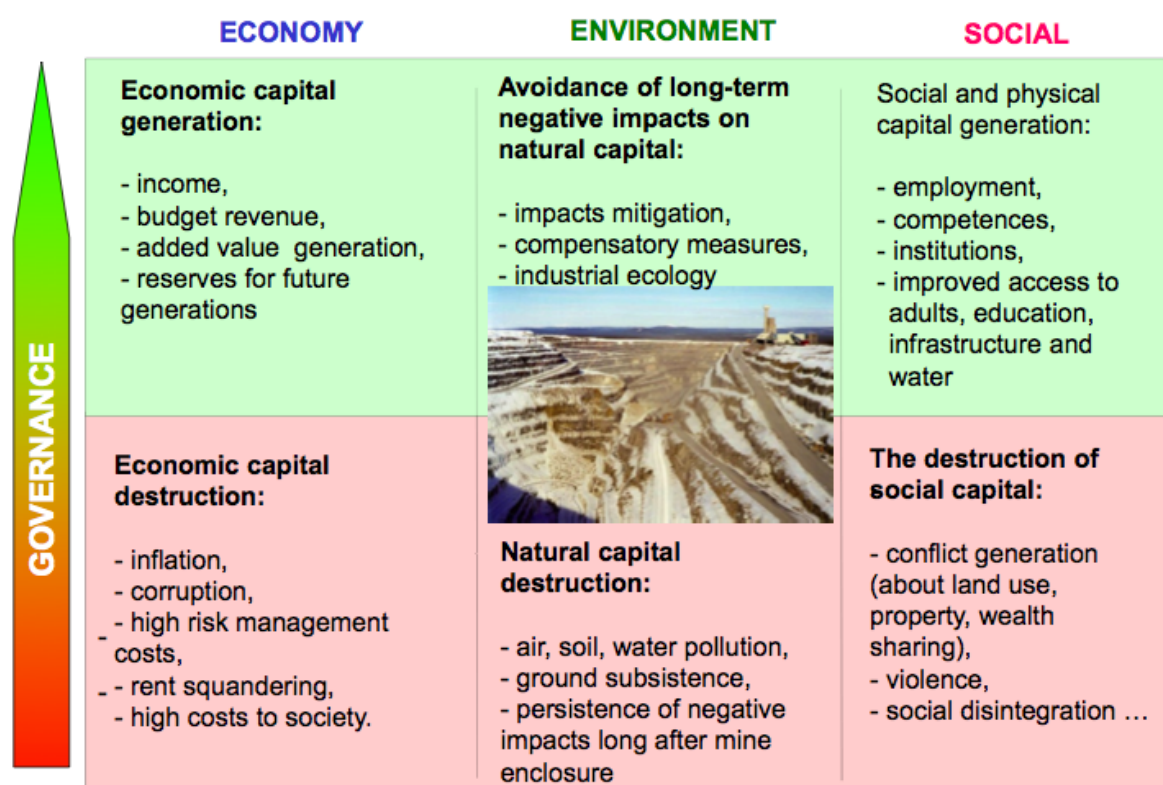 ECONOMY
ENVIRONMENT
SOCIAL
GOVERNANCE
Economic capital
generation:
- income,
- budget revenue,
- added value generation,
- reserves for future
generations
Avoidance of long-term
negative impacts on
natural capital:
- impacts mitigation,
- compensatory measures,
- industrial ecology
Social and physical
capital generation:
- employment,
- competences,
- institutions,
- improved access to
adults, education,
infrastructure and
water
Economic capital
destruction:
- inflation,
- corruption,
- - high risk management
costs,
- - rent squandering,
- high costs to society.
Natural capital
destruction:
- air, soil, water pollution,
- ground subsistence,
- persistence of negative
impacts long after mine
enclosure
The destruction of
social capital:
- conflict generation
(about land use,
property, wealth
sharing),
- violence,
- social disintegration …